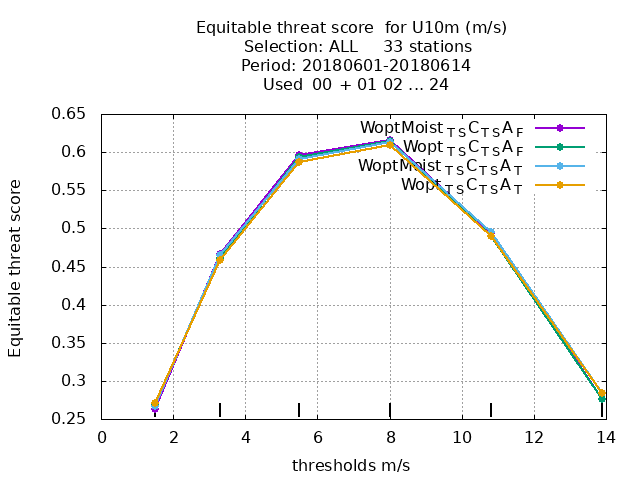 Equitable threat score for U10m (m/s)
Selection: ALL 33 stations
Period: 20180601-20180614
Used 00 + 01 02 ... 24
Equitable threat score
0.65
0.6
0.55
0.5
0.45
0.4
0.35
0.3
0.25
WoptMoist TS C TS A F
Wopt TS C TS A F
WoptMoist TS C TS A T
Wopt TS C TS A T
0 2 4 6 8 10 12 14
thresholds m/s